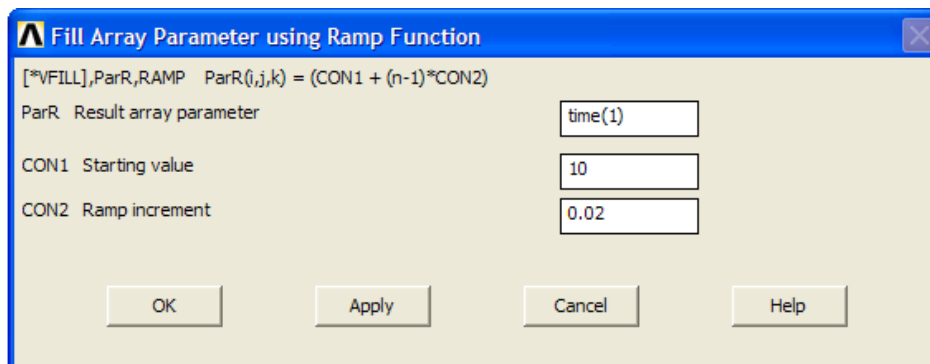 Fill Array Parameter using Ramp Function
[*VFILL],ParR,RAMP ParR(i,j,k) = (CON1 + (n-1)*CON2)
ParR Result array parameter time(1)
CON1 Starting value 10
CON2 Ramp increment 0.02
OK Apply Cancel Help